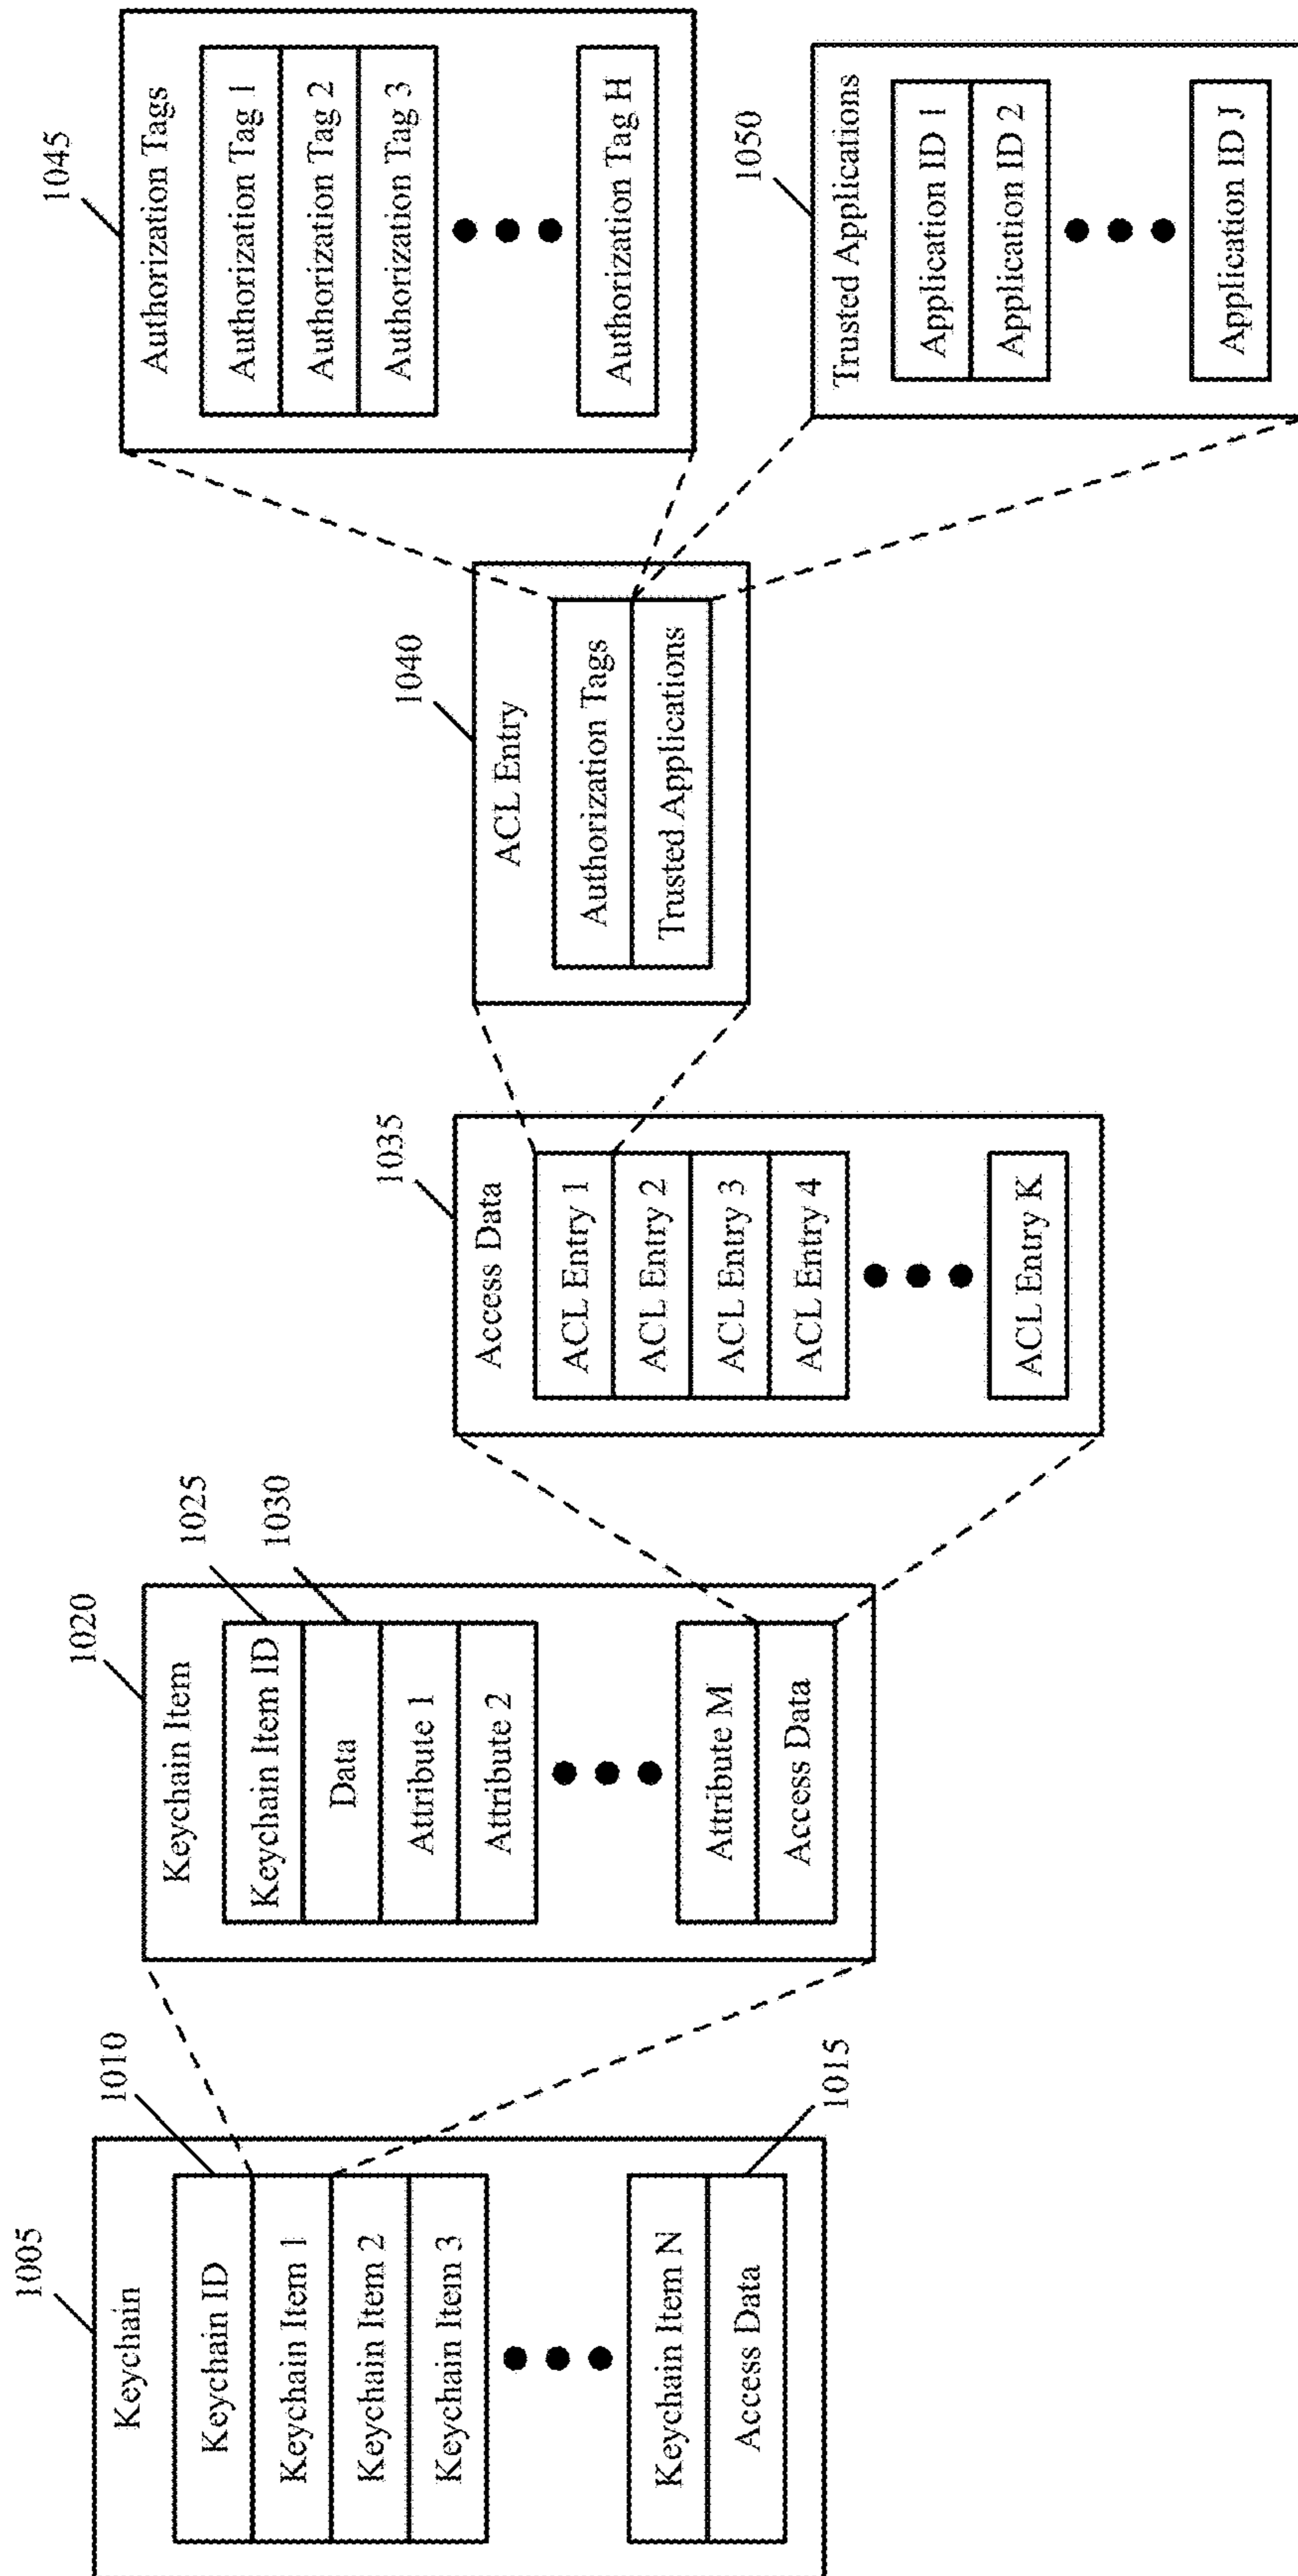 1005
Keychain
1010
Keychain ID
Keychain Item 1
Keychain Item 2
Keychain Item 3
Keychain Item N
Access Data
1015
1020
Keychain Item
1025
Keychain Item ID
1030
Data
Attribute 1
Attribute 2
Attribute M
Access Data
1035
Access Data
ACL Entry 1
ACL Entry 2
ACL Entry 3
ACL Entry 4
ACL Entry K
1040
ACL Entry
Authorization Tags
Trusted Applications
1045
Authorization Tags
Authorization Tag 1
Authorization Tag 2
Authorization Tag 3
Authorization Tag H
1050
Trusted Applications
Application ID 1
Application ID 2
Application ID J